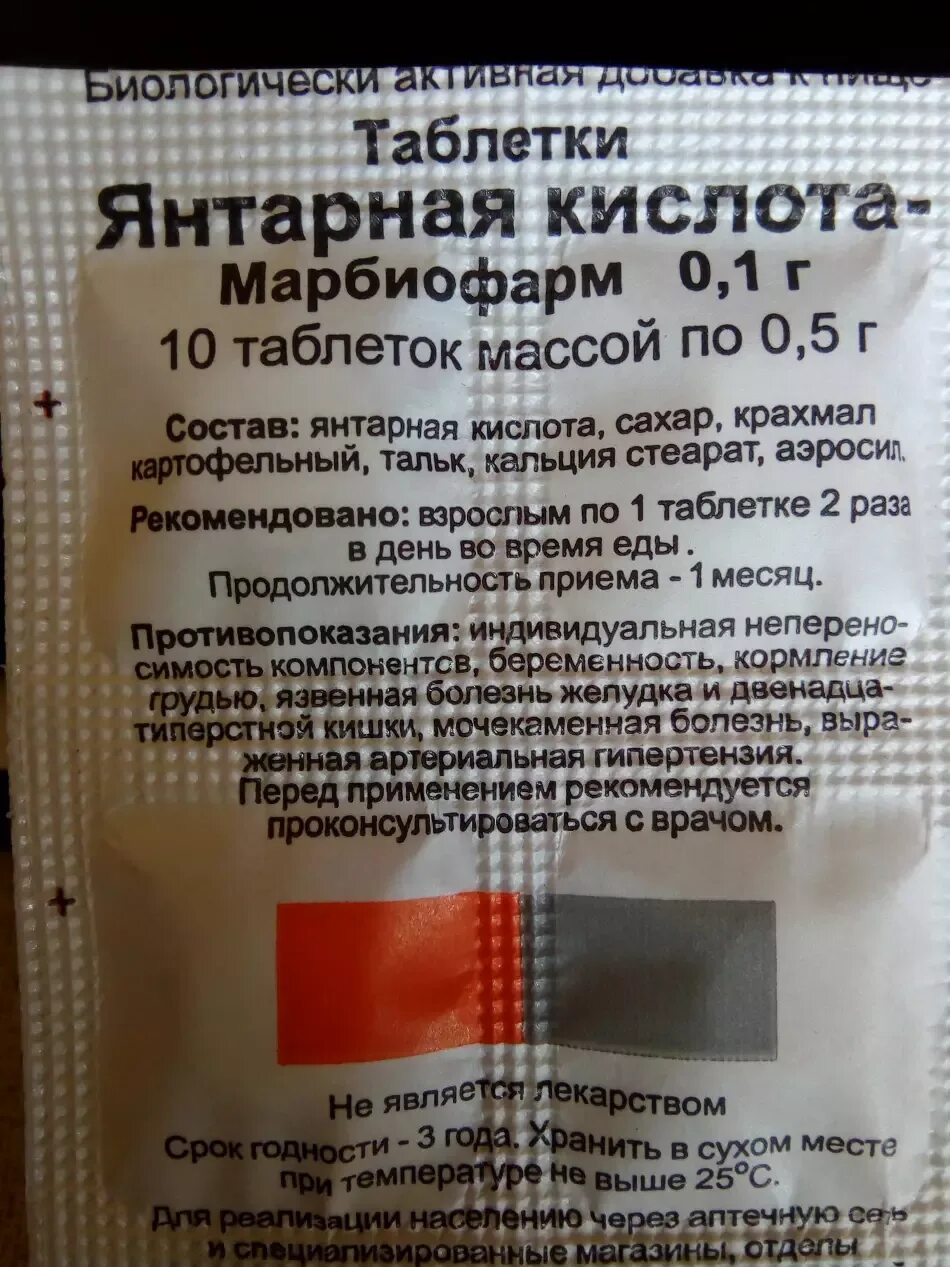 Биологически активная добавка к пище
Таблетки
Янтарная кислота-
Марбиофарм 0,1 г
10 таблеток массой по 0,5 г
Состав: янтарная кислота, сахар, крахмал
картофельный, тальк, кальция стеарат, аэросил.
Рекомендовано: взрослым по 1 таблетке 2 раза
в день во время еды.
Продолжительность приема - 1 месяц.
Противопоказания: индивидуальная неперено-
симость компонентов, беременность, кормление
грудью, язвенная болезнь желудка и двенадца-
типерстной кишки, мочекаменная болезнь, выра-
женная артериальная гипертензия.
Перед применением рекомендуется
проконсультироваться с врачом.
Не является лекарством
Срок годности - 3 года. Хранить в сухом месте
при температуре не выше 25°С.
Для реализации населению через аптечную сеть
и специализированные магазины, отделы